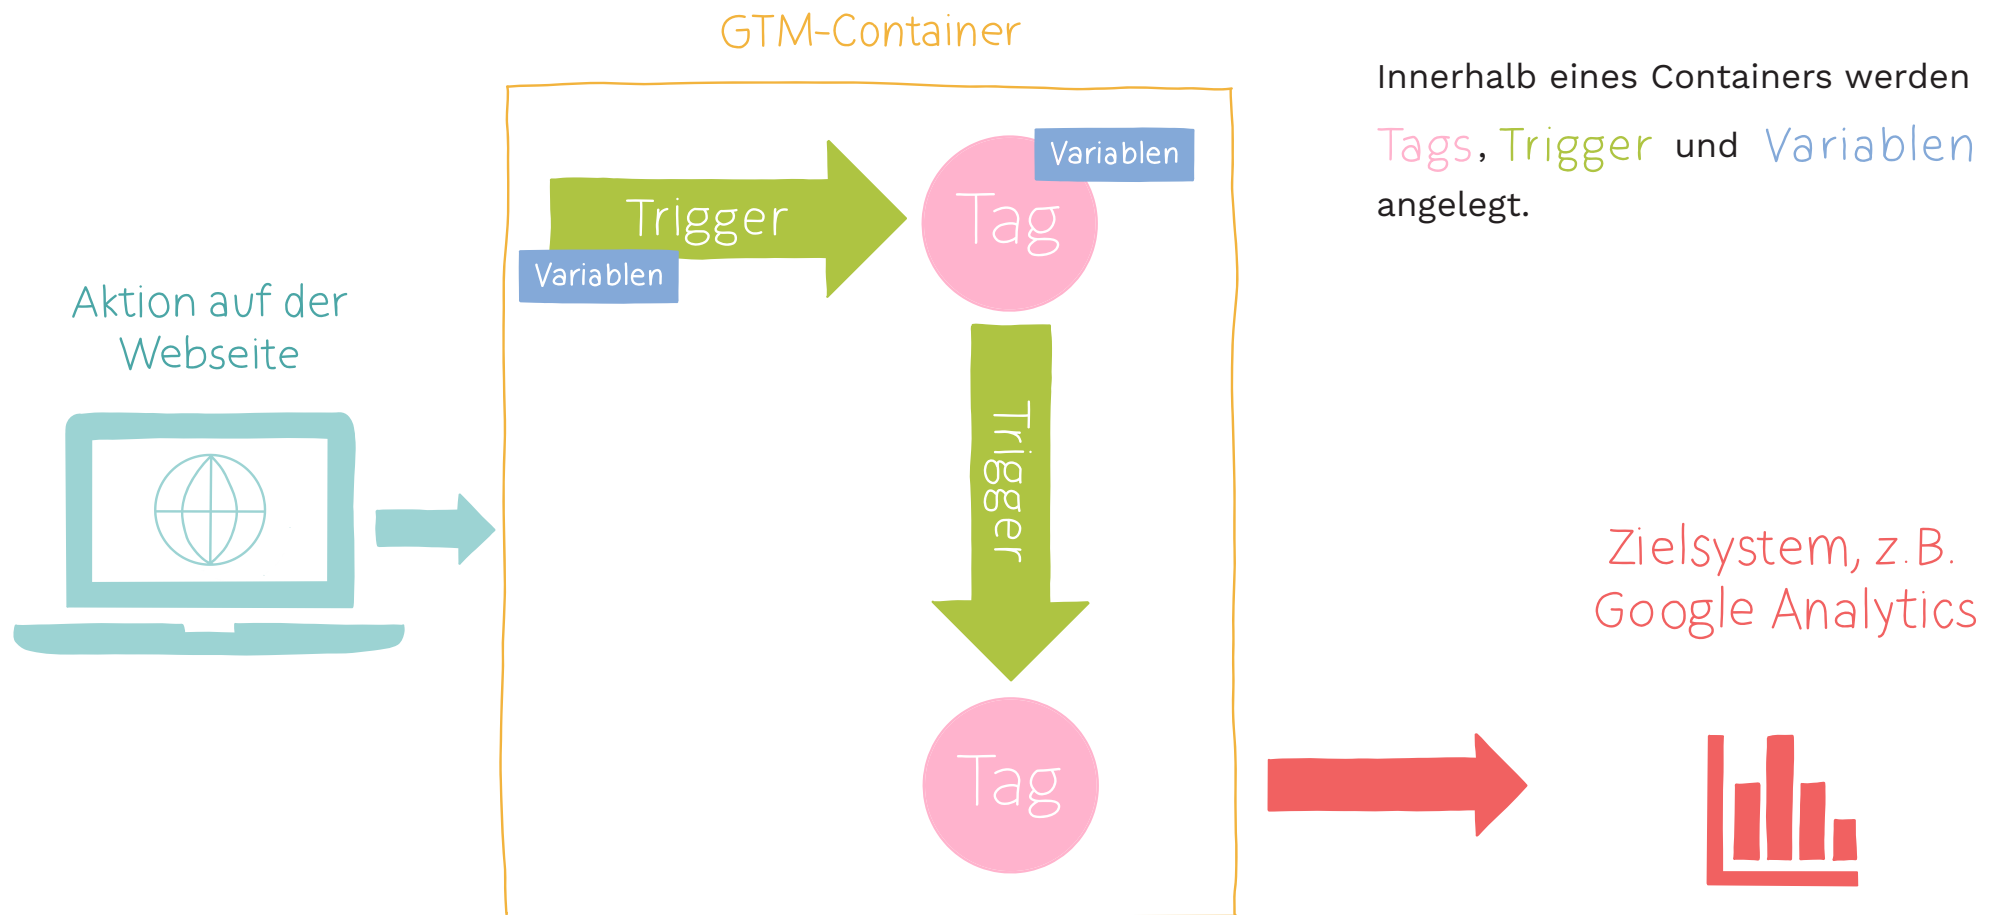 GTM-Container
Innerhalb eines Containers werden
Tags, Trigger und Variablen
angelegt.
Variablen
Trigger
Tag
Variablen
Aktion auf der
Webseite
Trigger
Zielsystem, z.B.
Google Analytics
Tag